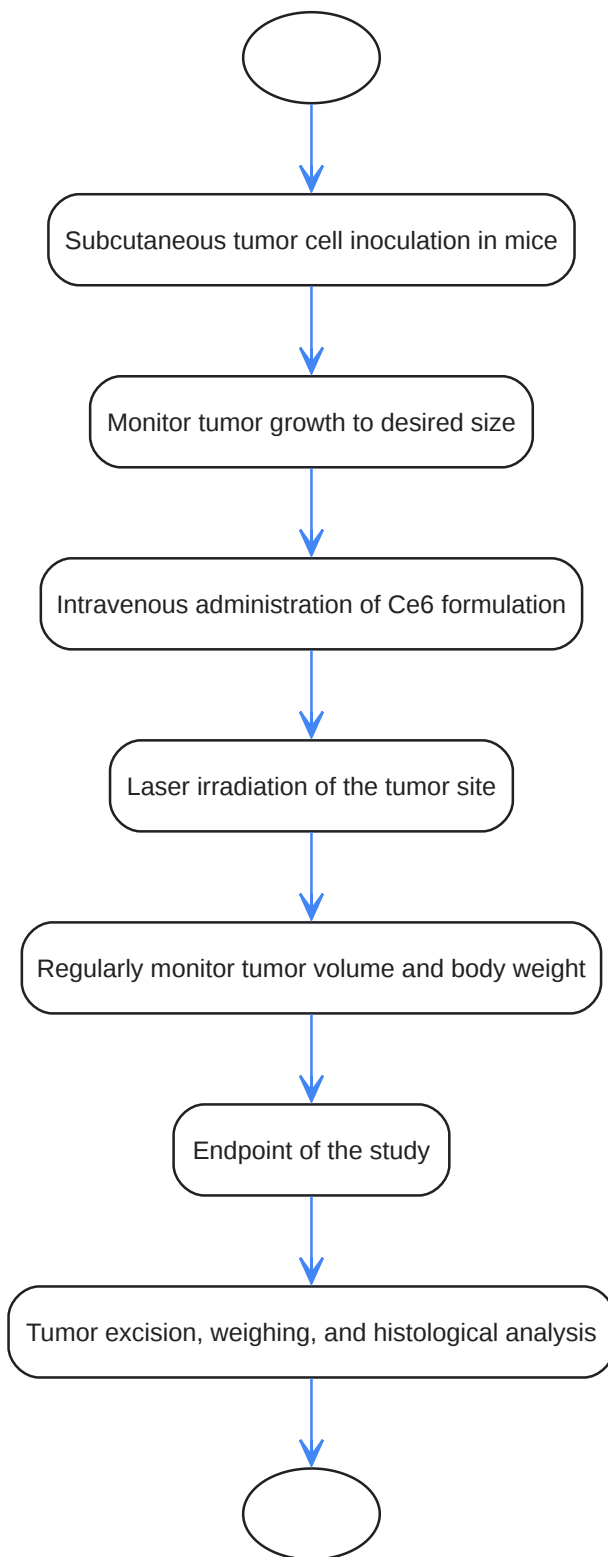 Subcutaneous tumor cell inoculation in mice
Monitor tumor growth to desired size
Intravenous administration of Ce6 formulation
Laser irradiation of the tumor site
Regularly monitor tumor volume and body weight
Endpoint of the study
Tumor excision, weighing, and histological analysis